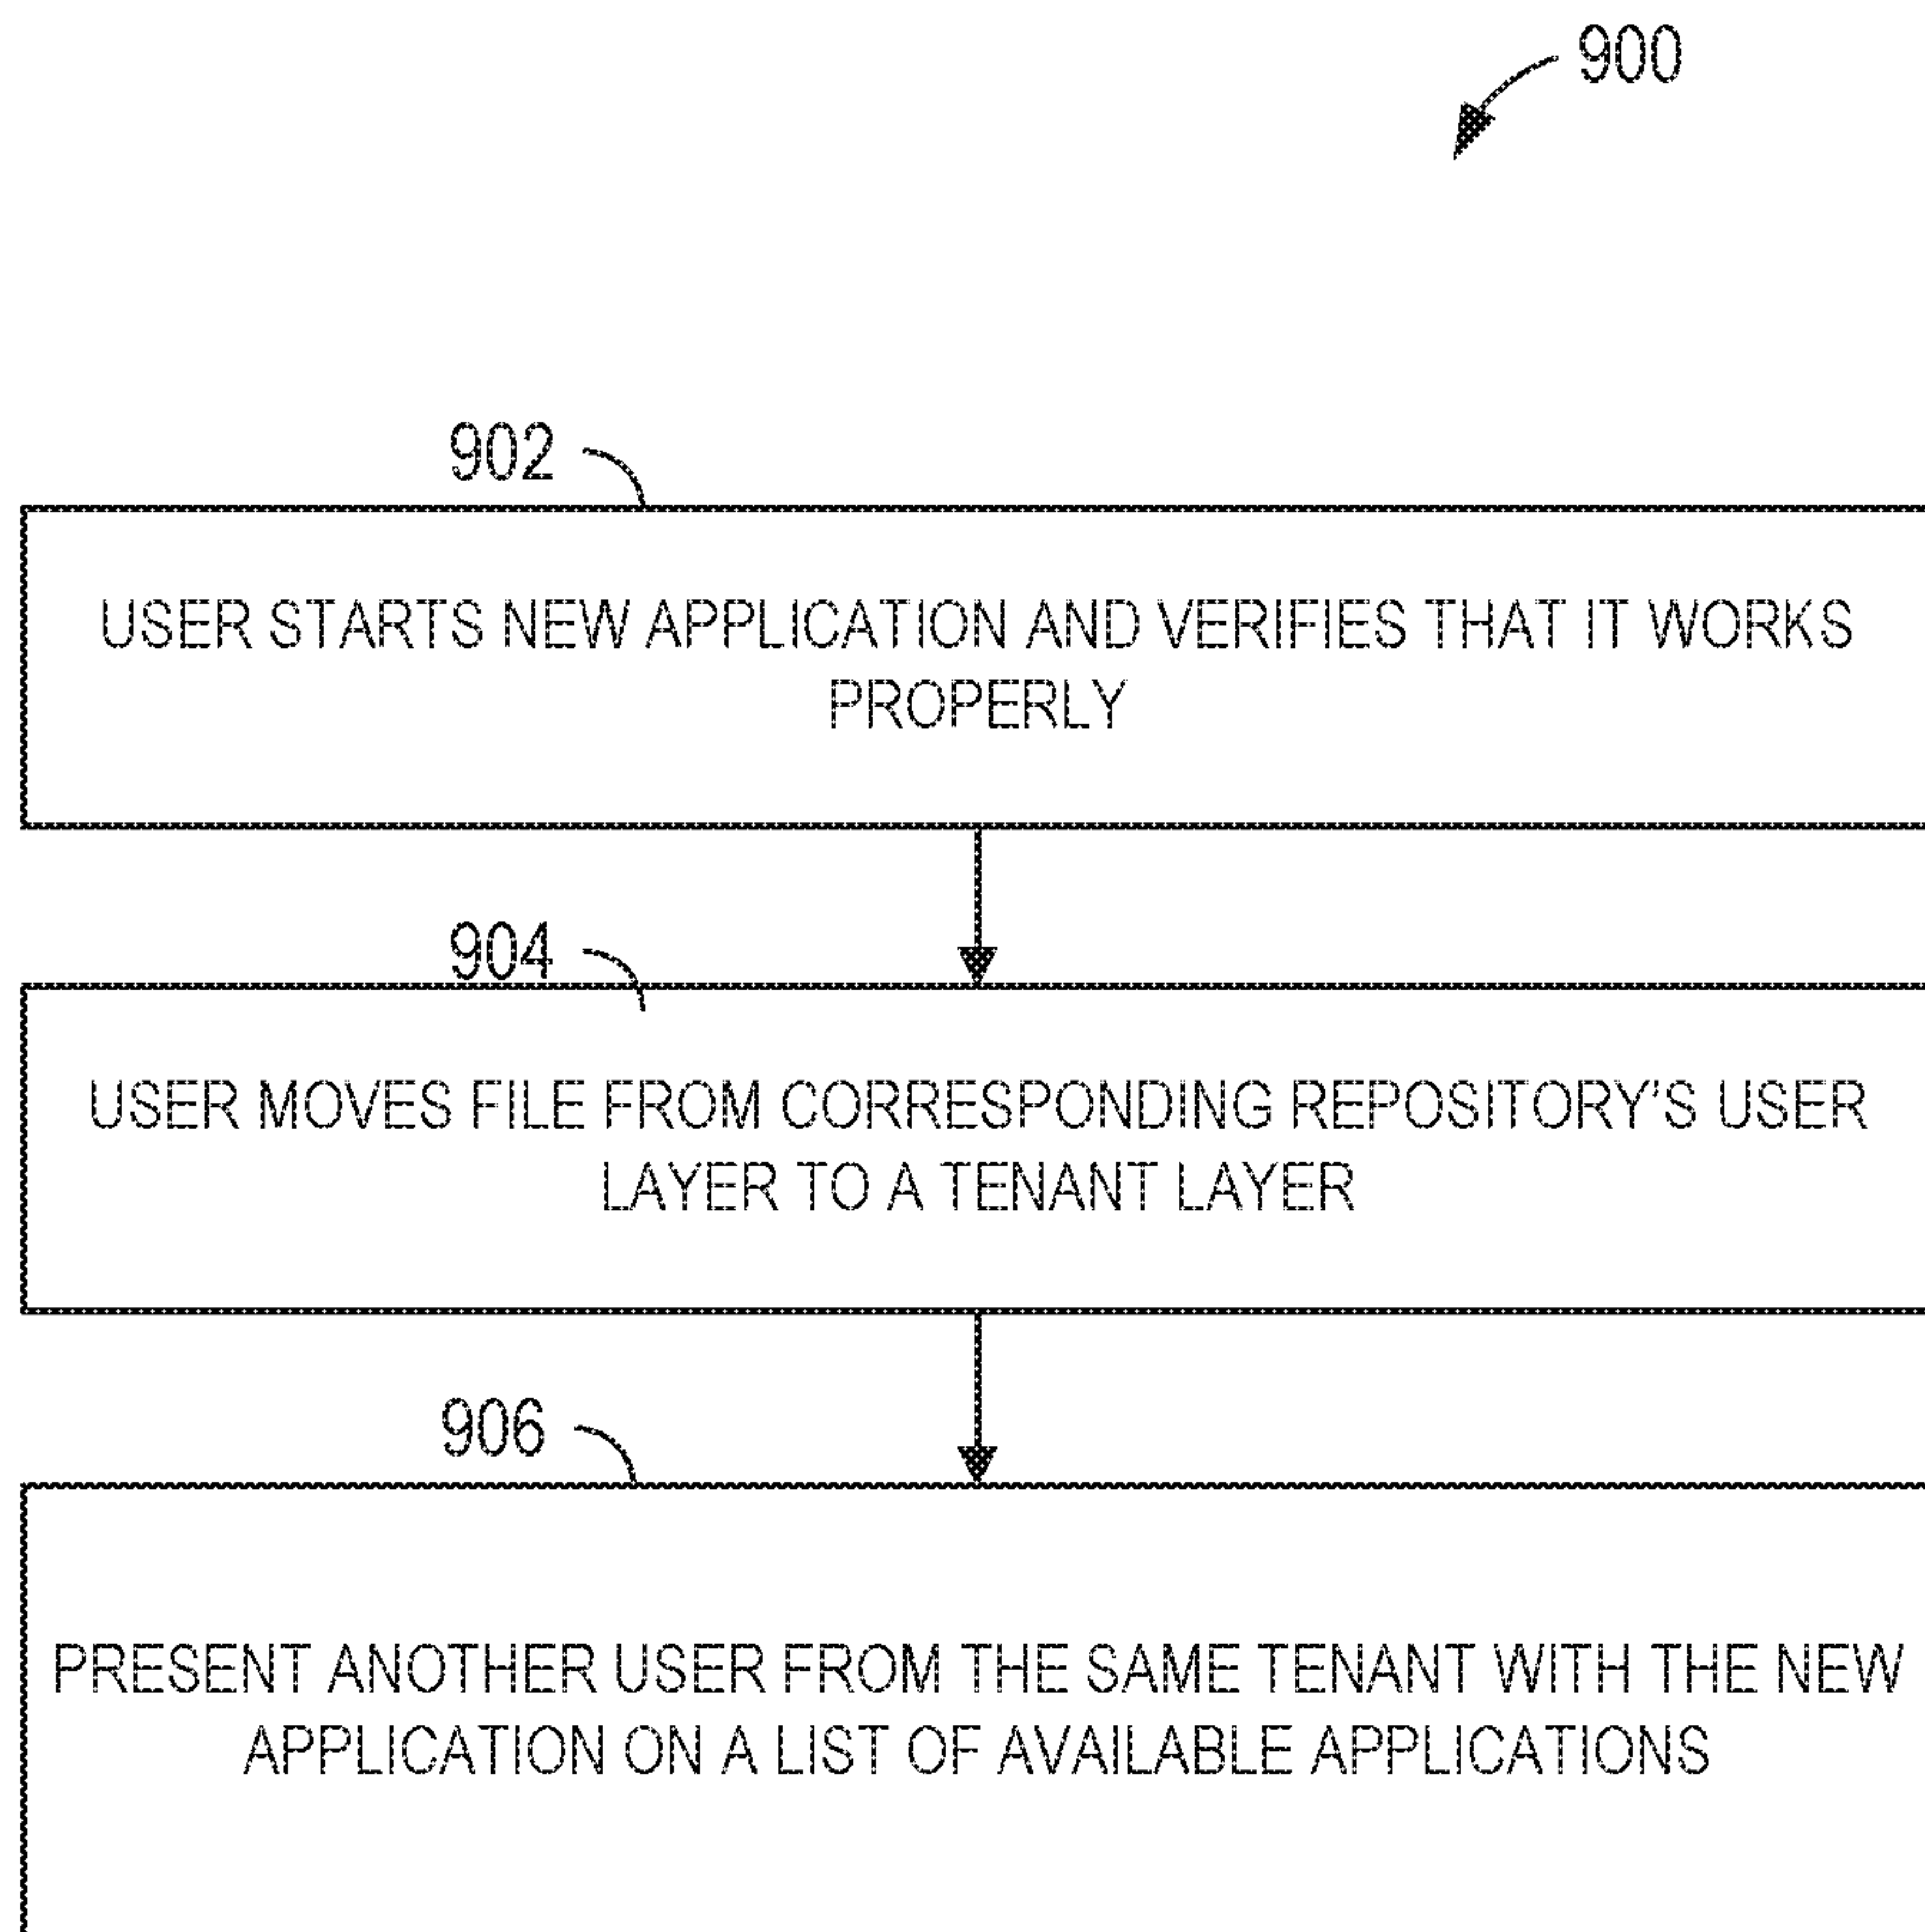 900
902
USER STARTS NEW APPLICATION AND VERIFIES THAT IT WORKS
PROPERLY
904
USER MOVES FILE FROM CORRESPONDING REPOSITORY'S USER
LAYER TO A TENANT LAYER
906
PRESENT ANOTHER USER FROM THE SAME TENANT WITH THE NEW
APPLICATION ON A LIST OF AVAILABLE APPLICATIONS